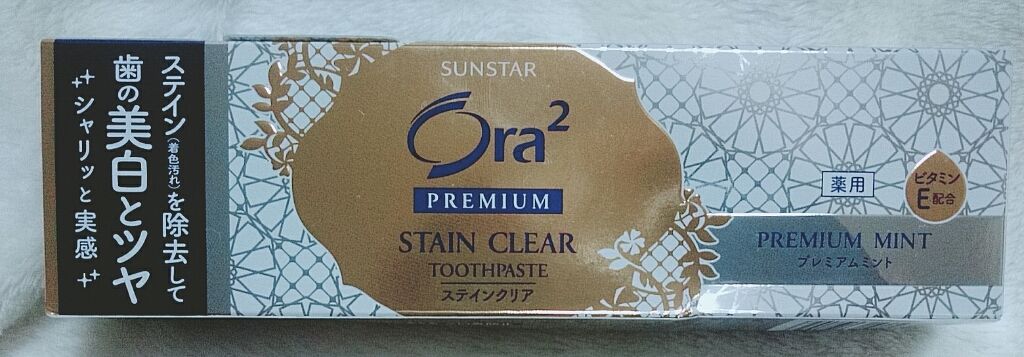 ステイン(着色汚れ)を除去して
歯の美白とツヤ
シャリッと実感
SUNSTAR
Ora²
PREMIUM
STAIN CLEAR
TOOTHPASTE
ステインクリア
薬用
ビタミン
E配合
PREMIUM MINT
プレミアムミント